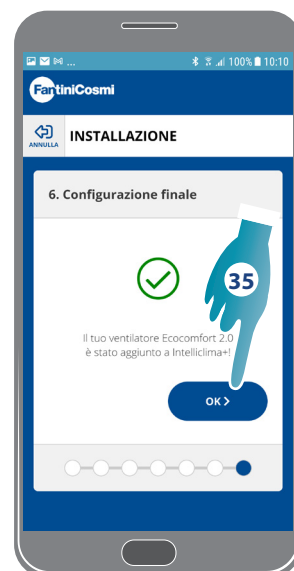 ... 100% 10:10
FantiniCosmi
ANNULLA INSTALLAZIONE
6. Configurazione finale
35
Il tuo ventilatore Ecocomfort 2.0
è stato aggiunto a Intelliclima+!
OK